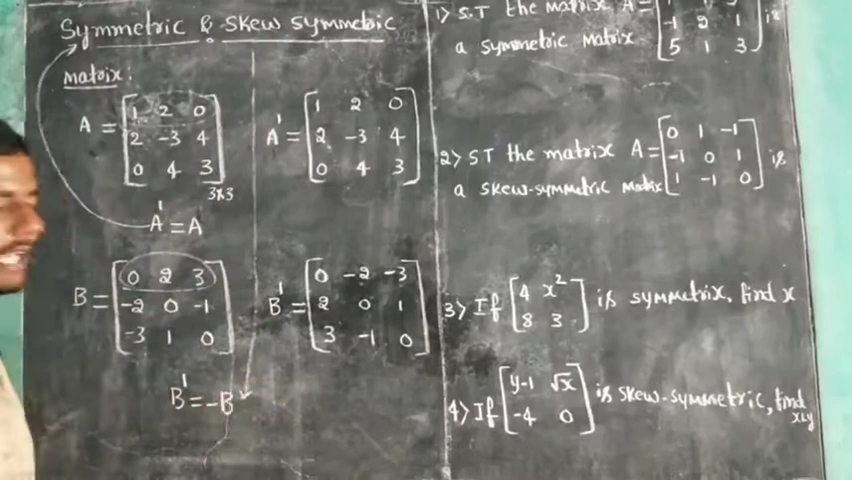 Symmetric & Skew symmetric
matrix:
A = [1 2 0
2 -3 4
0 4 3] 3x3
A' = [1 2 0
2 -3 4
0 4 3]
A' = A
B = [0 2 3
-2 0 -1
-3 1 0]
B' = [0 -2 -3
2 0 1
3 -1 0]
B' = -B
1> S.T the matrix A =
[-1 2 1
5 1 3] is
a symmetric matrix
2> ST the matrix A = [0 1 -1
-1 0 1
1 -1 0] is
a skew-symmetric matrix
3> If [4 x²
8 3] is symmetrix, find x
4> If [y-1 √x
-4 0] is skew-symmetric, find
x&y